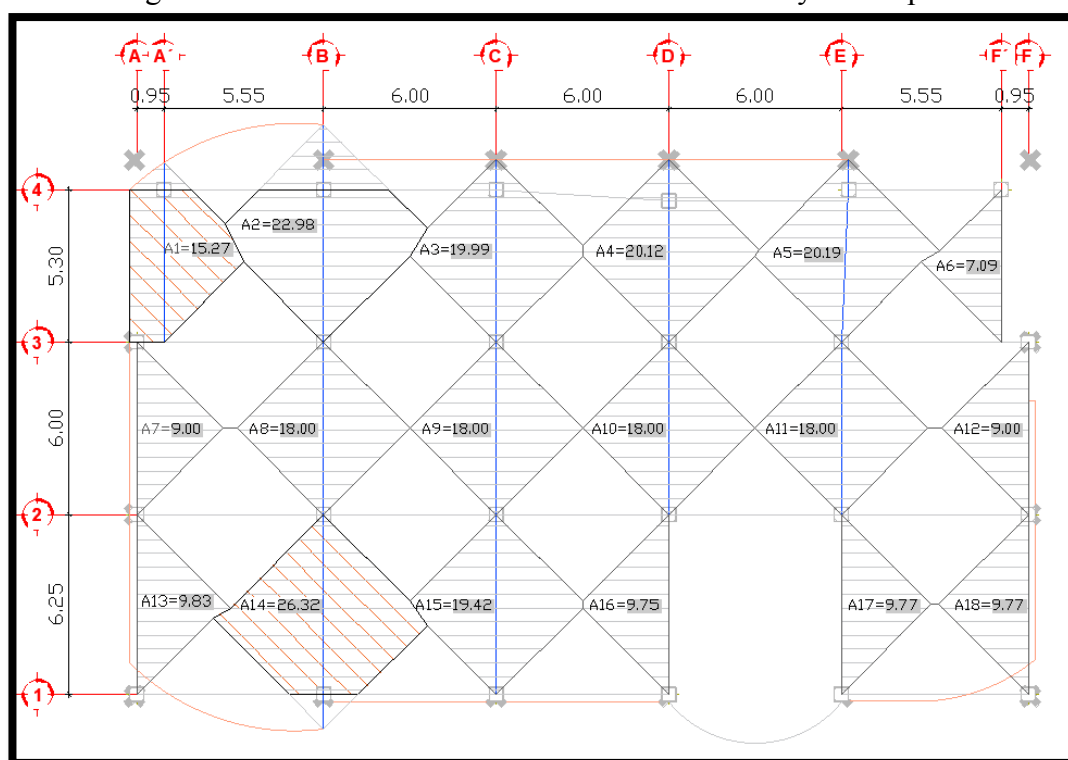 A A' B C D E F' F
0.95 5.55 6.00 6.00 6.00 5.55 0.95
4
A2=22.98
A1=15.27 A3=19.99 A4=20.12 A5=20.19
A6=7.09
5.30
3
6.00
A7=9.00 A8=18.00 A9=18.00 A10=18.00 A11=18.00 A12=9.00
2
6.25
A13=9.83 A14=26.32 A15=19.42 A16=9.75 A17=9.77 A18=9.77
1